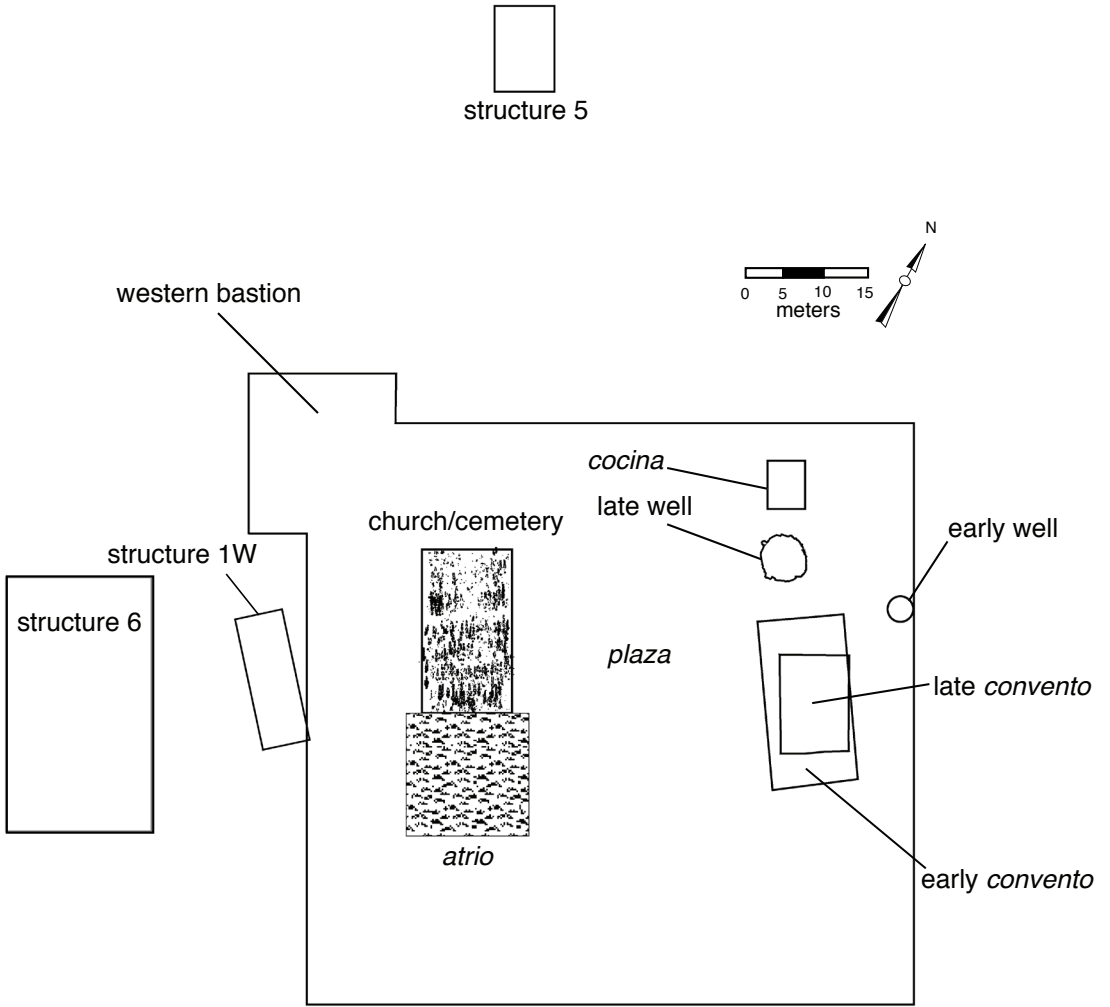 structure 5
N
0 5 10 15
meters
western bastion
cocina
late well
church/cemetery
early well
structure 1W
structure 6
plaza
late convento
atrio
early convento